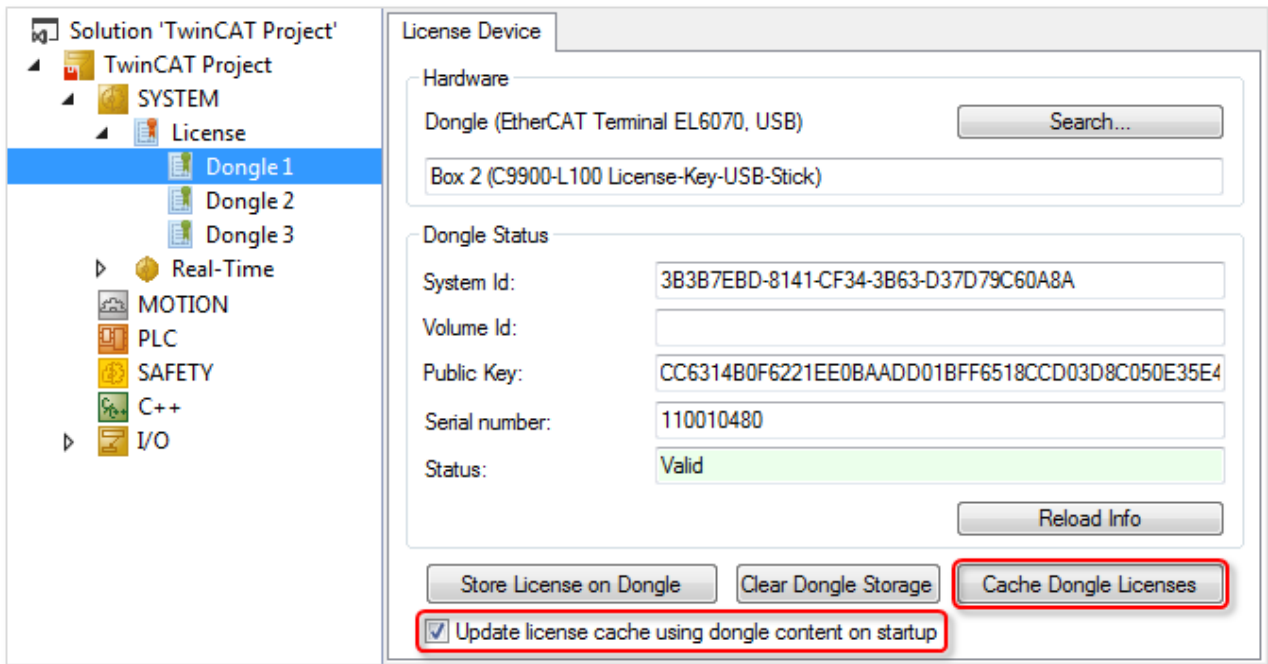 Solution 'TwinCAT Project'
TwinCAT Project
SYSTEM
License
Dongle 1
Dongle 2
Dongle 3
Real-Time
MOTION
PLC
SAFETY
C++
I/O
License Device
Hardware
Dongle (EtherCAT Terminal EL6070, USB)
Search...
Box 2 (C9900-L100 License-Key-USB-Stick)
Dongle Status
System Id:
3B3B7EBD-8141-CF34-3B63-D37D79C60A8A
Volume Id:
Public Key:
CC6314B0F6221EE0BAADD01BFF6518CCD03D8C050E35E4
Serial number:
110010480
Status:
Valid
Reload Info
Store License on Dongle
Clear Dongle Storage
Cache Dongle Licenses
Update license cache using dongle content on startup